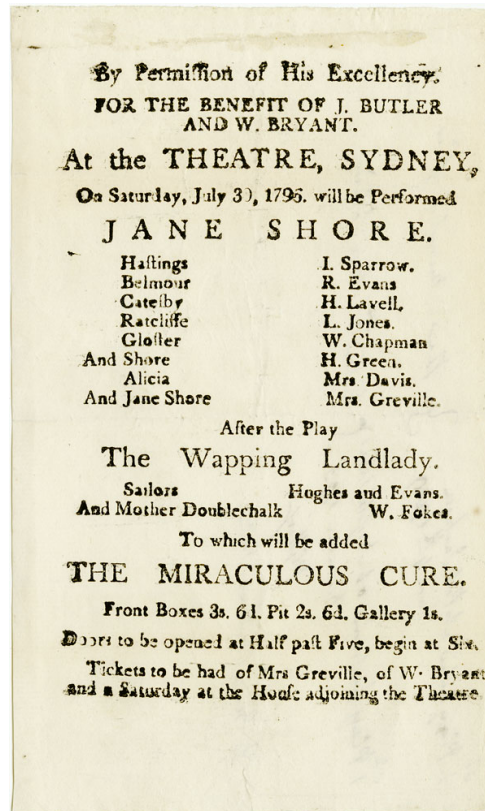 By Permiſſion of His Excellency.
FOR THE BENEFIT OF J. BUTLER
AND W. BRYANT.
At the THEATRE, SYDNEY,
On Saturday, July 30, 1796. will be Performed
JANE SHORE.
Haſtings I. Sparrow.
Belmour R. Evans
Cateſby H. Lavell.
Ratcliffe L. Jones.
Gloſter W. Chapman
And Shore H. Green.
Alicia Mrs Davis.
And Jane Shore Mrs. Greville.
After the Play
The Wapping Landlady.
Sailors Hughes and Evans.
And Mother Doublechalk W. Fokes.
To which will be added
THE MIRACULOUS CURE.
Front Boxes 3s. 6d. Pit 2s. 6d. Gallery 1s.
Doors to be opened at Half paſt Five, begin at Six.
Tickets to be had of Mrs Greville, of W. Bryant
and a Saturday at the Houſe adjoining the Theatre